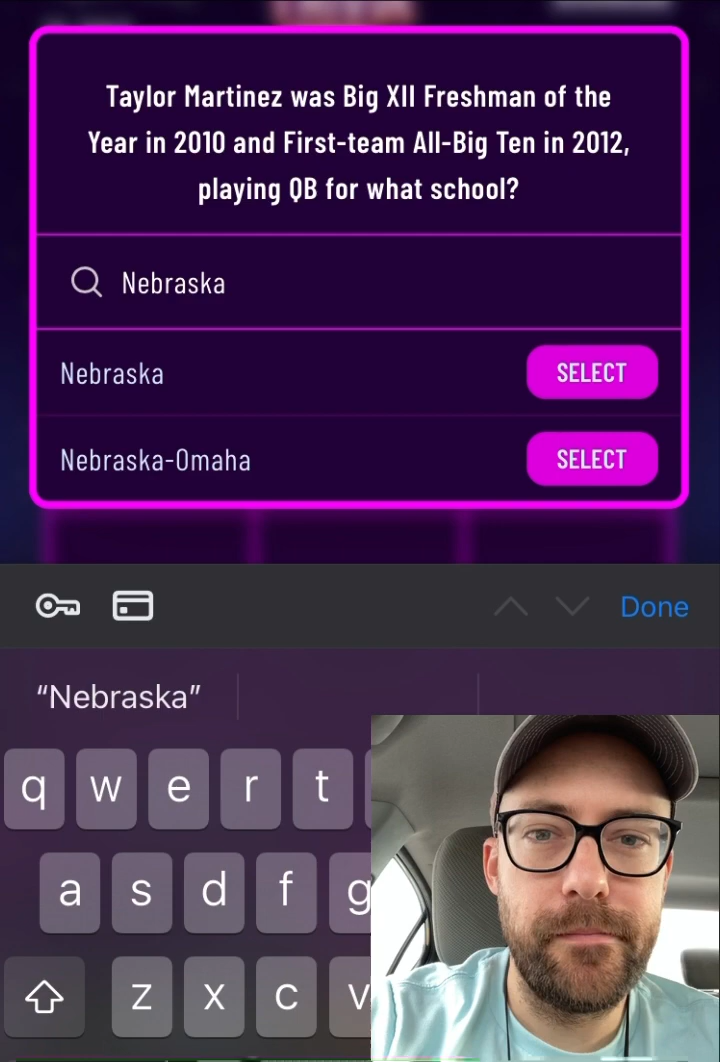 Taylor Martinez was Big XII Freshman of the
Year in 2010 and First-team All-Big Ten in 2012,
playing QB for what school?
Nebraska
Nebraska SELECT
Nebraska-Omaha SELECT
Done
“Nebraska”
q w e r t
a s d f g
z x c v